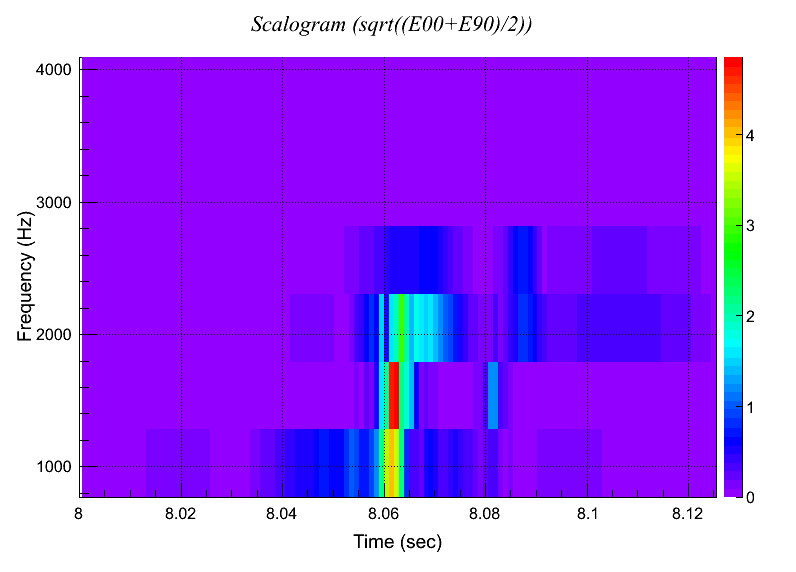 Scalogram (sqrt((E00+E90)/2))
4000
3000
2000
1000
Frequency (Hz)
8 8.02 8.04 8.06 8.08 8.1 8.12
Time (sec)
4
3
2
1
0